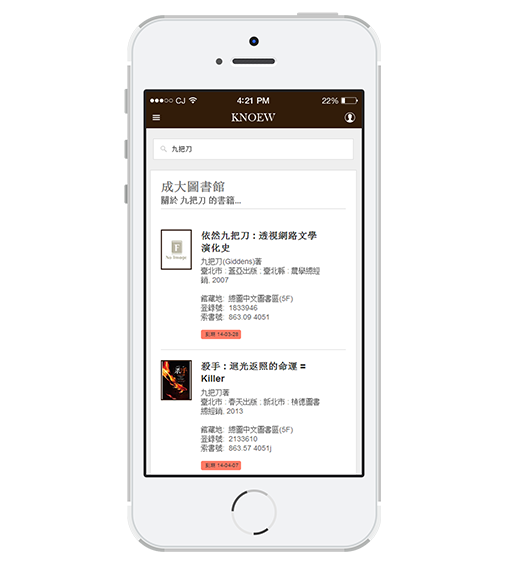 CJ 4:21 PM 22%
KNOEW
九把刀
成大圖書館
關於 九把刀 的書籍...
依然九把刀 : 透視網路文學
演化史
九把刀(Giddens)著
臺北市 : 蓋亞出版 ; 臺北縣 : 農學總經
銷, 2007
館藏地: 總圖中文圖書區(5F)
登錄號: 1833946
索書號: 863.09 4051
到期 14-03-28
No Image
殺手 : 迴光返照的命運 =
Killer
九把刀著
臺北市 : 春天出版 ; 新北市 : 楨德圖書
總經銷, 2013
館藏地: 總圖中文圖書區(5F)
登錄號: 2133610
索書號: 863.57 4051j
到期 14-04-07